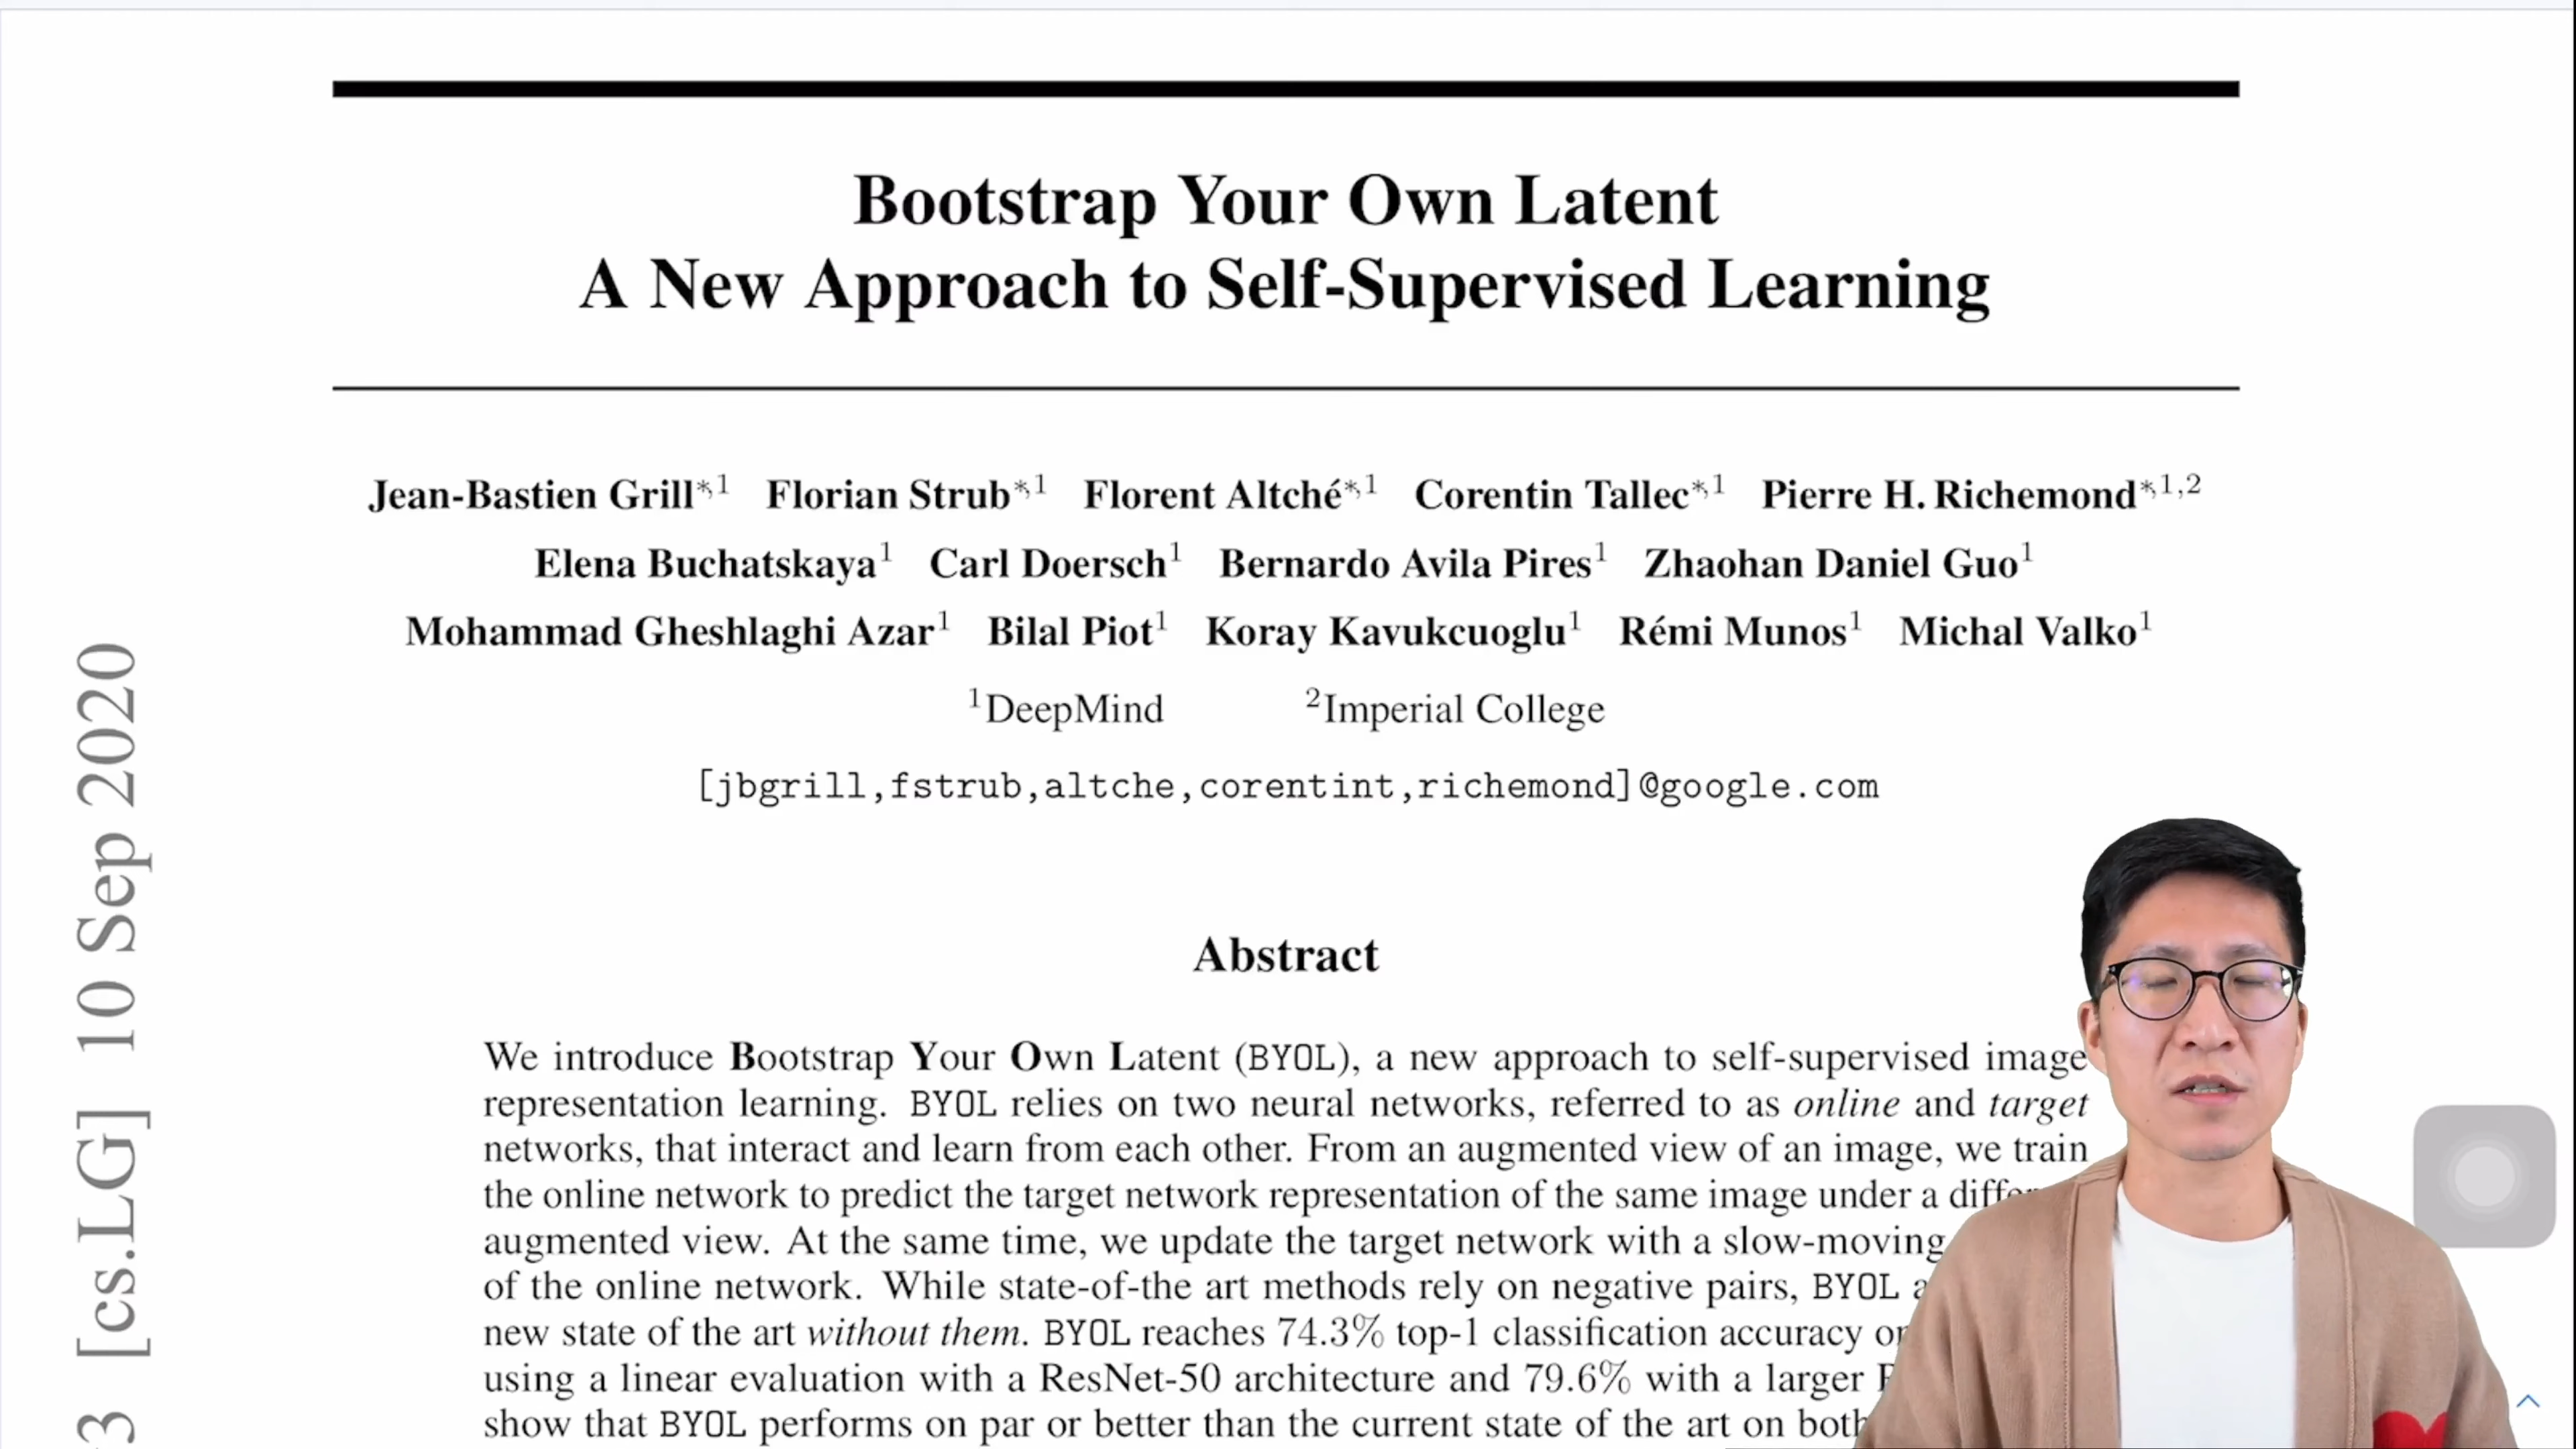 Bootstrap Your Own Latent
A New Approach to Self-Supervised Learning
Jean-Bastien Grill*,1 Florian Strub*,1 Florent Altché*,1 Corentin Tallec*,1 Pierre H. Richemond*,1,2
Elena Buchatskaya1 Carl Doersch1 Bernardo Avila Pires1 Zhaohan Daniel Guo1
Mohammad Gheshlaghi Azar1 Bilal Piot1 Koray Kavukcuoglu1 Rémi Munos1 Michal Valko1
1DeepMind 2Imperial College
[jbgrill,fstrub,altche,corentint,richemond]@google.com
Abstract
We introduce Bootstrap Your Own Latent (BYOL), a new approach to self-supervised image
representation learning. BYOL relies on two neural networks, referred to as online and target
networks, that interact and learn from each other. From an augmented view of an image, we train
the online network to predict the target network representation of the same image under a
augmented view. At the same time, we update the target network with a slow-moving
of the online network. While state-of-the art methods rely on negative pairs, BYOL
new state of the art without them. BYOL reaches 74.3% top-1 classification accuracy
using a linear evaluation with a ResNet-50 architecture and 79.6% with a larger
show that BYOL performs on par or better than the current state of the art on both
3 [cs.LG] 10 Sep 2020